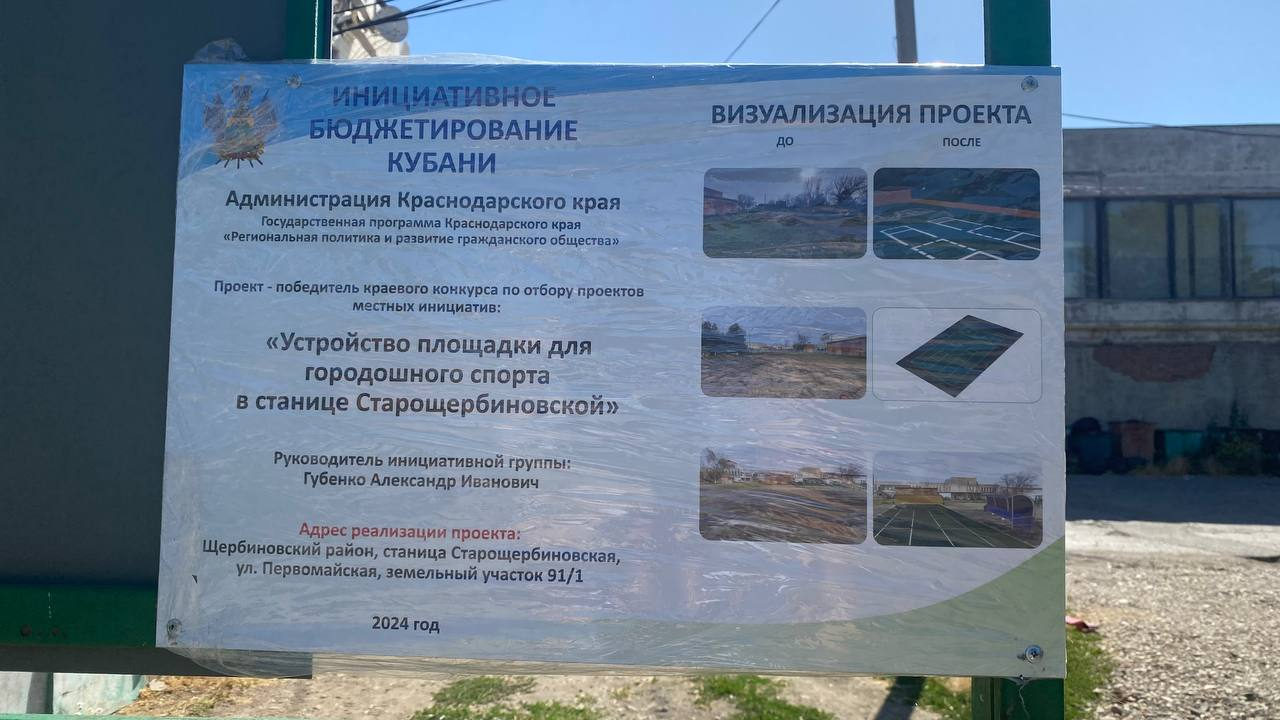 ИНИЦИАТИВНОЕ
БЮДЖЕТИРОВАНИЕ
КУБАНИ
Администрация Краснодарского края
Государственная программа Краснодарского края
«Региональная политика и развитие гражданского общества»
Проект - победитель краевого конкурса по отбору проектов
местных инициатив:
«Устройство площадки для
городошного спорта
в станице Старощербиновской»
Руководитель инициативной группы:
Губенко Александр Иванович
Адрес реализации проекта:
Щербиновский район, станица Старощербиновская,
ул. Первомайская, земельный участок 91/1
2024 год
ВИЗУАЛИЗАЦИЯ ПРОЕКТА
ДО ПОСЛЕ